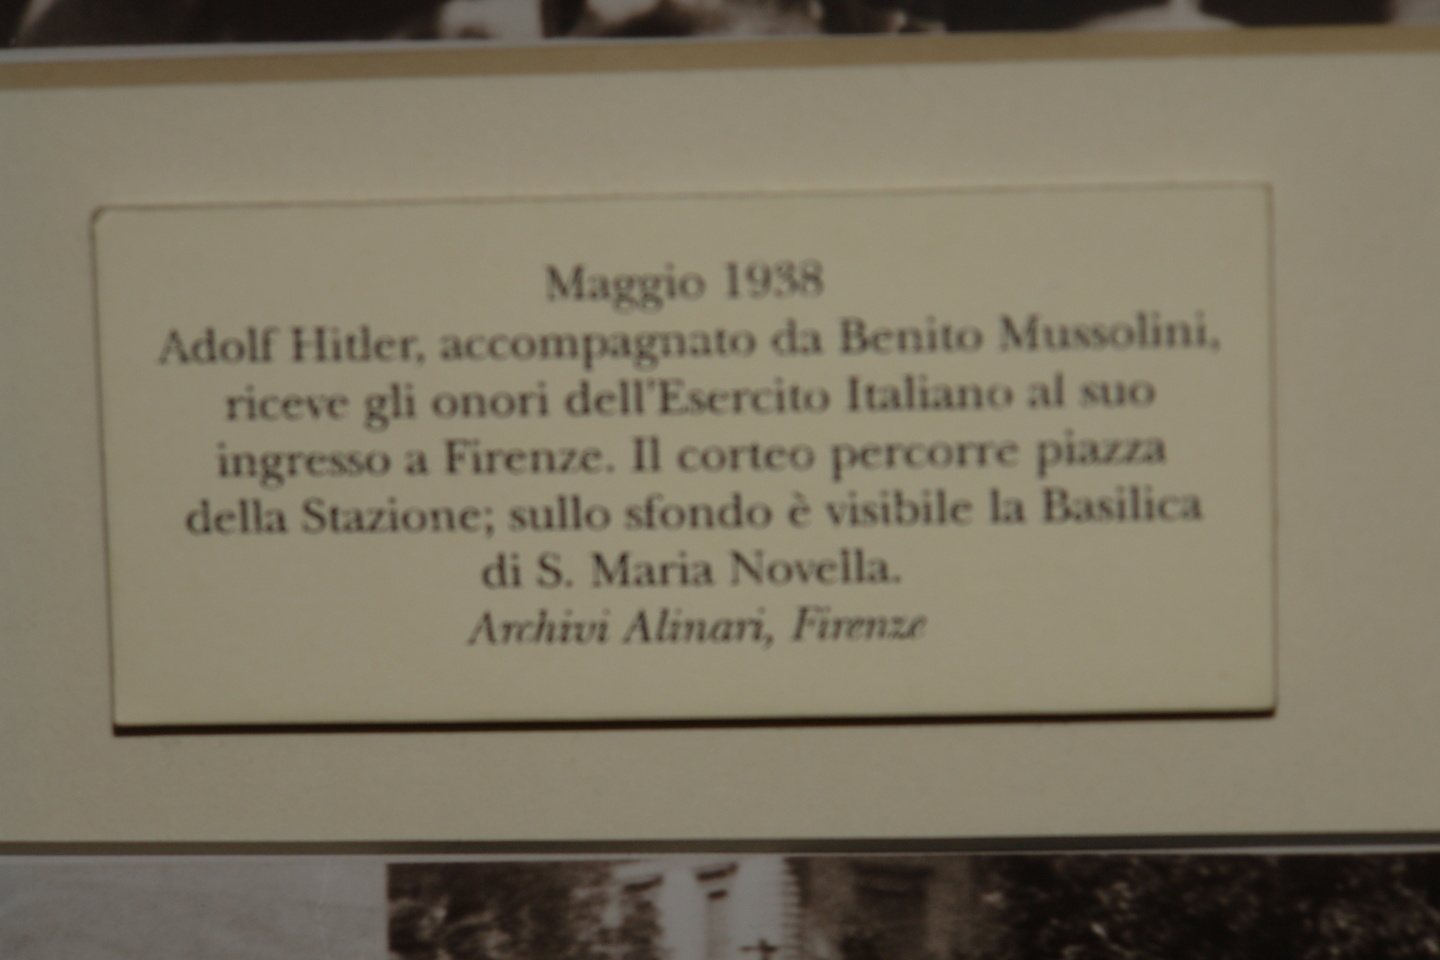 Maggio 1938
Adolf Hitler, accompagnato da Benito Mussolini,
riceve gli onori dell'Esercito Italiano al suo
ingresso a Firenze. Il corteo percorre piazza
della Stazione; sullo sfondo è visibile la Basilica
di S. Maria Novella.
Archivi Alinari, Firenze